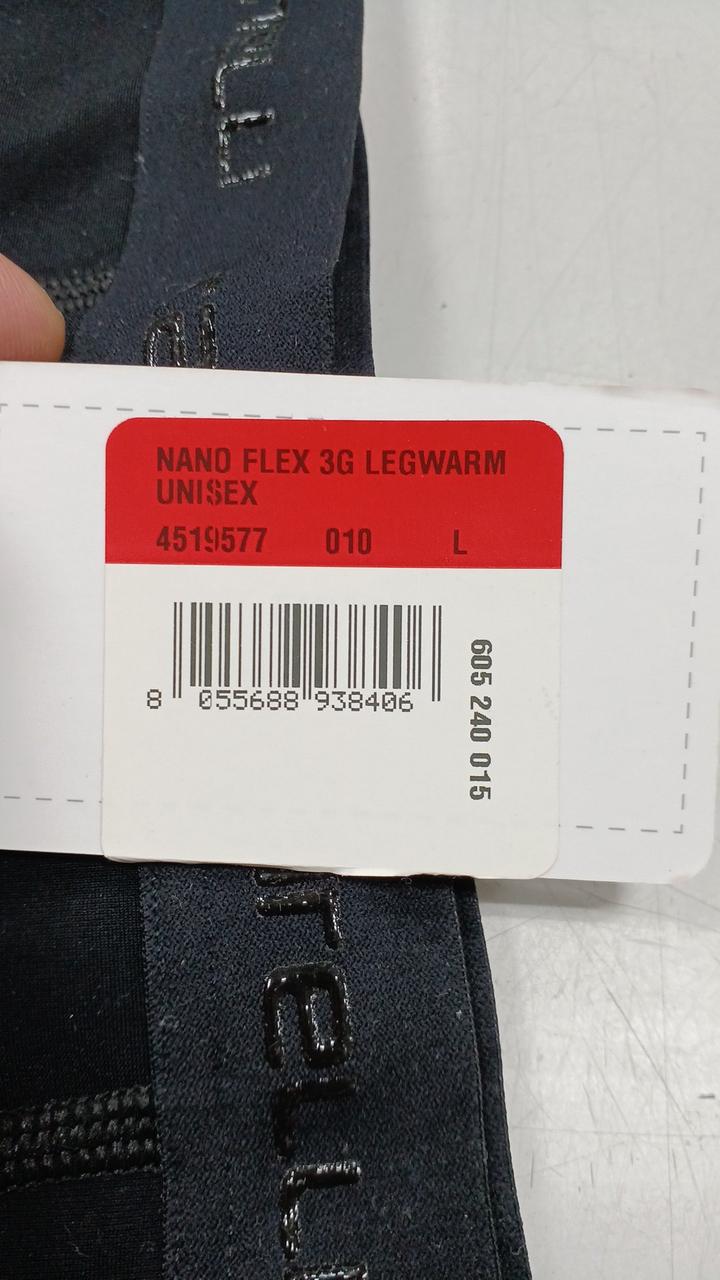 NANO FLEX 3G LEGWARM
UNISEX
4519577 010 L
8 055688 938406
605 240 015